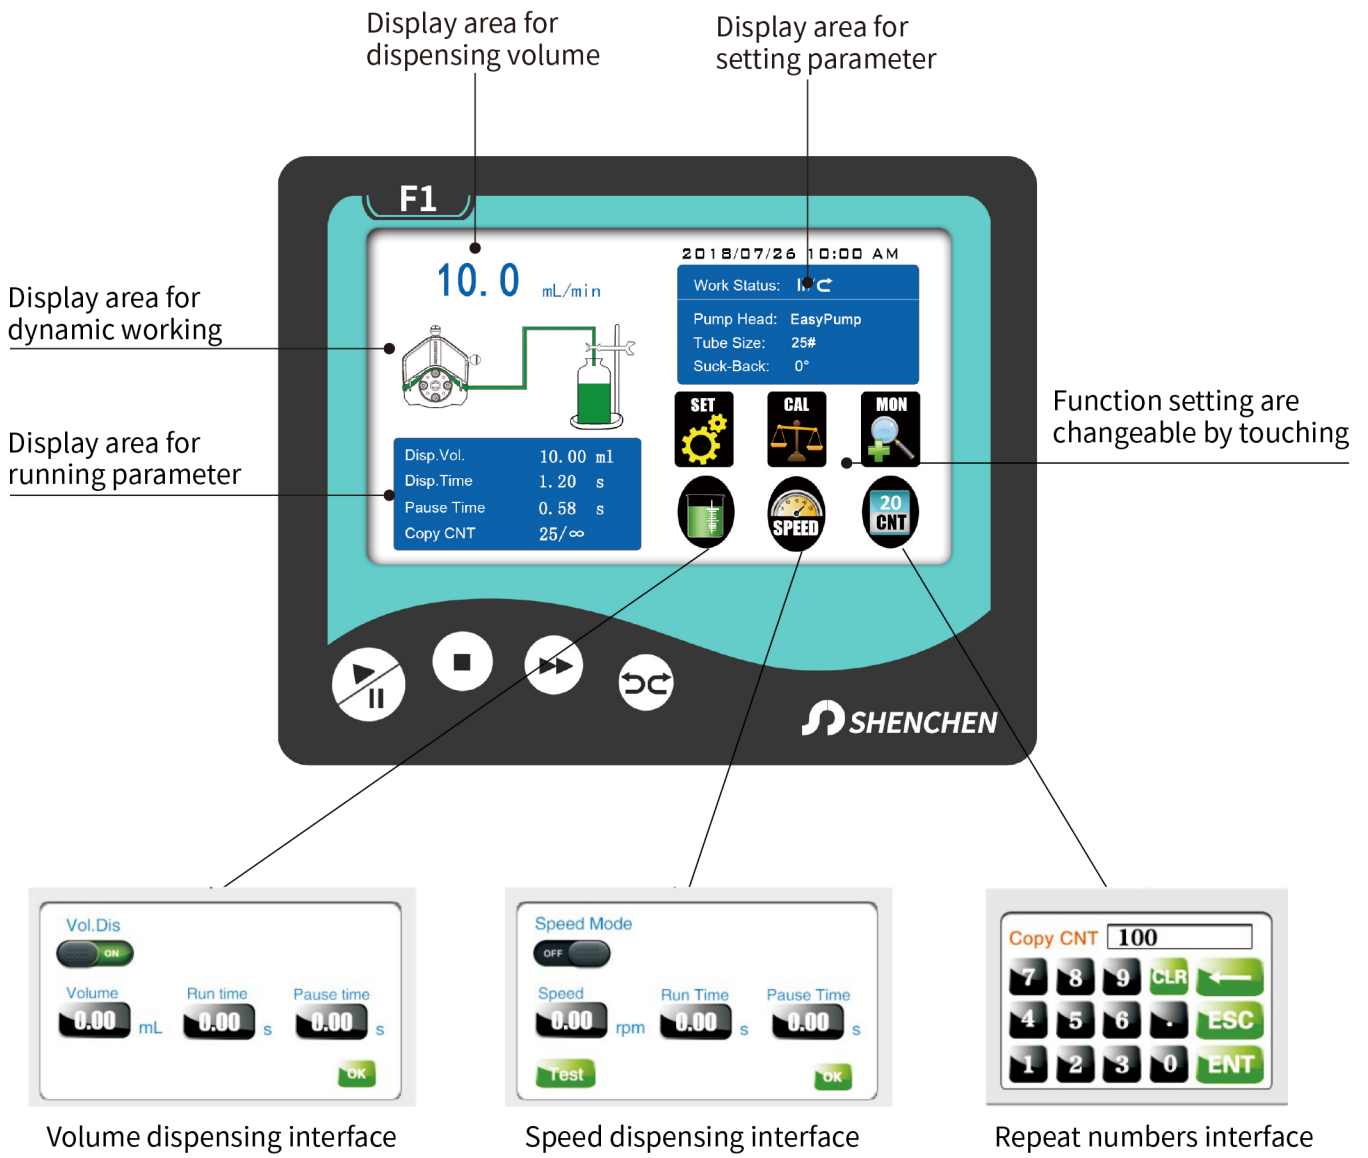 Display area for
dispensing volume
Display area for
setting parameter
F1
10.0 mL/min
2018/07/26 10:00 AM
Work Status:
Pump Head: EasyPump
Tube Size: 25#
Suck-Back: 0°
Display area for
dynamic working
SET CAL MON
Function setting are
changeable by touching
Display area for
running parameter
Disp.Vol. 10.00 ml
Disp.Time 1.20 s
Pause Time 0.58 s
Copy CNT 25/∞
SPEED
20
CNT
SHENCHEN
Vol.Dis
ON
Volume Run time Pause time
0.00 mL 0.00 s 0.00 s
OK
Speed Mode
OFF
Speed Run Time Pause Time
0.00 rpm 0.00 s 0.00 s
Test OK
Copy CNT 100
7 8 9 CLR
4 5 6 . ESC
1 2 3 0 ENT
Volume dispensing interface
Speed dispensing interface
Repeat numbers interface